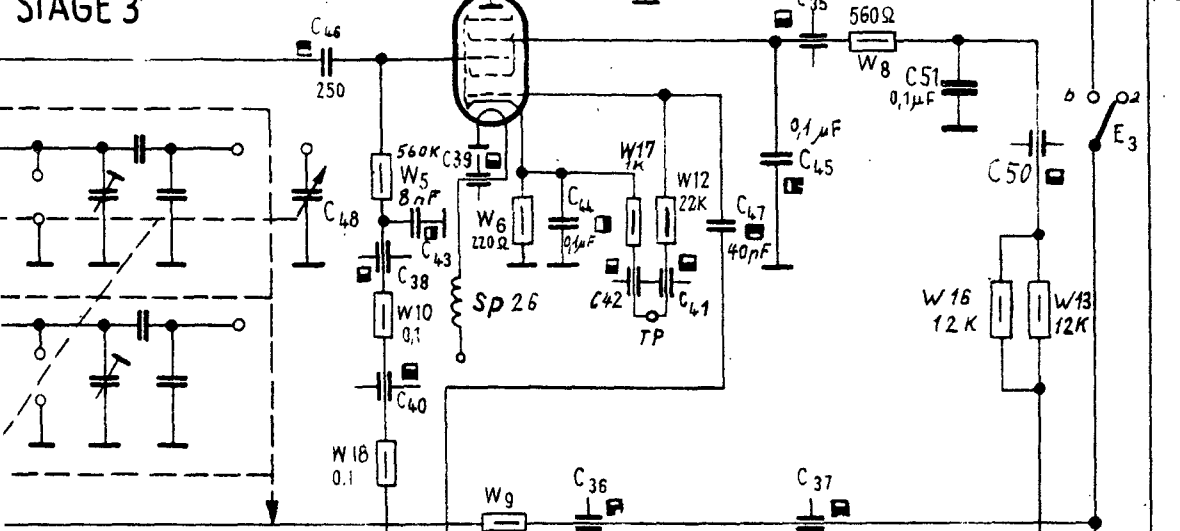 STAGE 3
C46
250
C35
560Ω
W8
C51
0,1µF
b
a
E3
0,1µF
C45
C50
560K
W5
C39
W17
1K
W12
22K
8nF
C43
W6
220Ω
C44
0,1µF
C47
40pF
C48
C38
W10
0,1
Sp 26
C42
C41
TP
W16
12K
W13
12K
C40
W18
0.1
W9
C36
C37